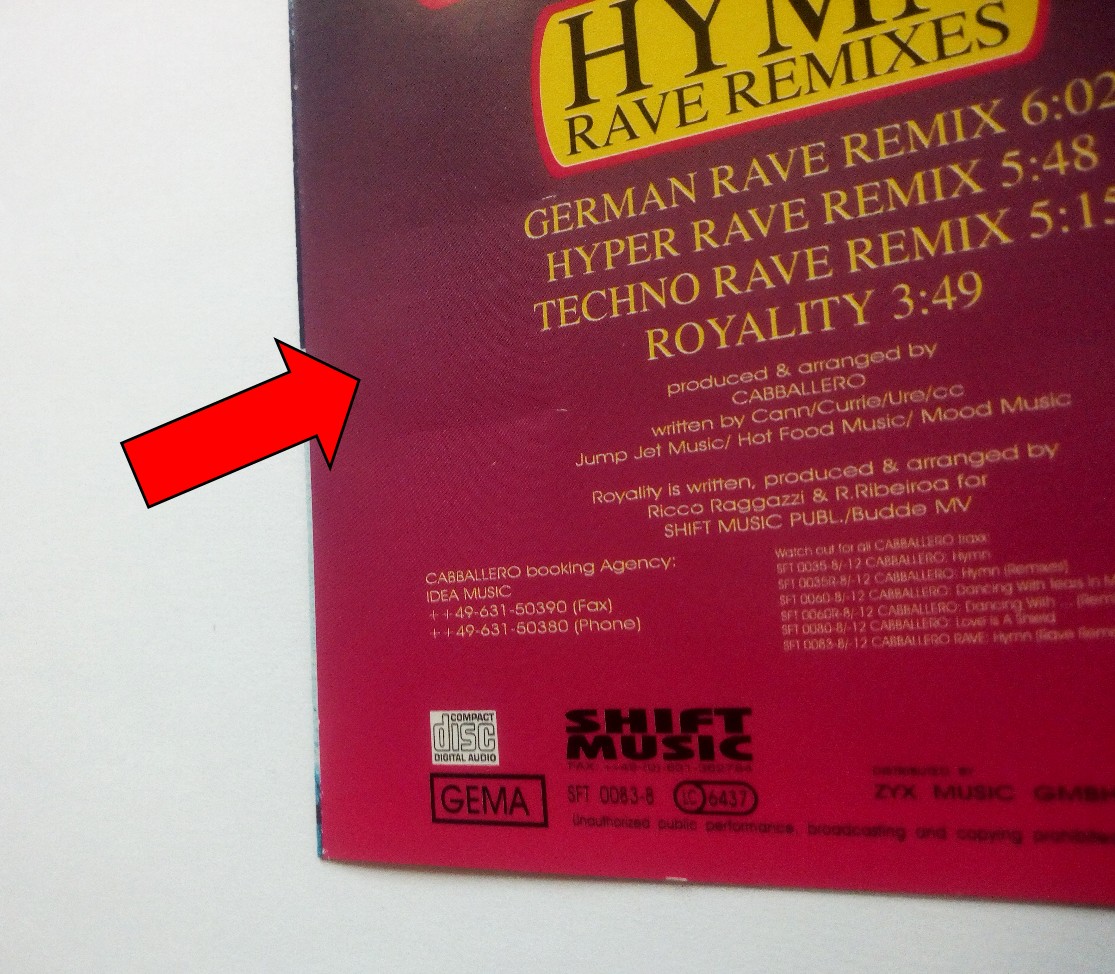 HYM
RAVE REMIXES
GERMAN RAVE REMIX 6:02
HYPER RAVE REMIX 5:48
TECHNO RAVE REMIX 5:15
ROYALITY 3:49
produced & arranged by
CABBALLERO
written by Cann/Currie/Ure/cc
Jump Jet Music/ Hot Food Music/ Mood Music
Royality is written, produced & arranged by
Ricco Raggazzi & R.Ribeiroa for
SHIFT MUSIC PUBL./Budde MV
CABBALLERO booking Agency:
IDEA MUSIC
++49-631-50390 (Fax)
++49-631-50380 (Phone)
Watch out for all CABBALLERO traxx
SFT 0035-8/-12 CABBALLERO: Hymn
SFT 0035R-8/-12 CABBALLERO: Hymn (Remixes)
SFT 0060-8/-12 CABBALLERO: Dancing With tears in
SFT 0060R-8/-12 CABBALLERO: Dancing With ... (Rem
SFT 0080-8/-12 CABBALLERO: Love is A Shield
SFT 0083-8/-12 CABBALLERO RAVE: Hymn (Rave Rem
COMPACT
disc
DIGITAL AUDIO
SHIFT
MUSIC
GEMA
SFT 0083-8
LC 6437
DISTRIBUTED BY
ZYX MUSIC GMB
Unauthorized public performance, broadcasting and copying prohibite